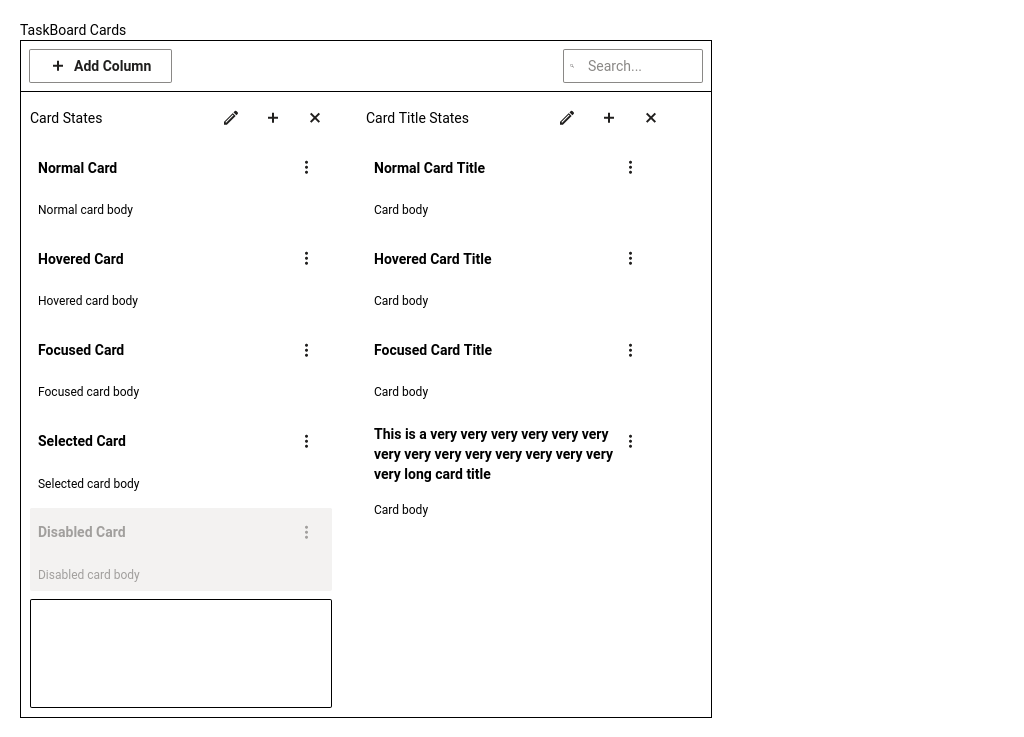 TaskBoard Cards
Add Column
Search...
Card States
Normal Card
Normal card body
Hovered Card
Hovered card body
Focused Card
Focused card body
Selected Card
Selected card body
Disabled Card
Disabled card body
Card Title States
Normal Card Title
Card body
Hovered Card Title
Card body
Focused Card Title
Card body
This is a very very very very very very
very very very very very very very very
very long card title
Card body